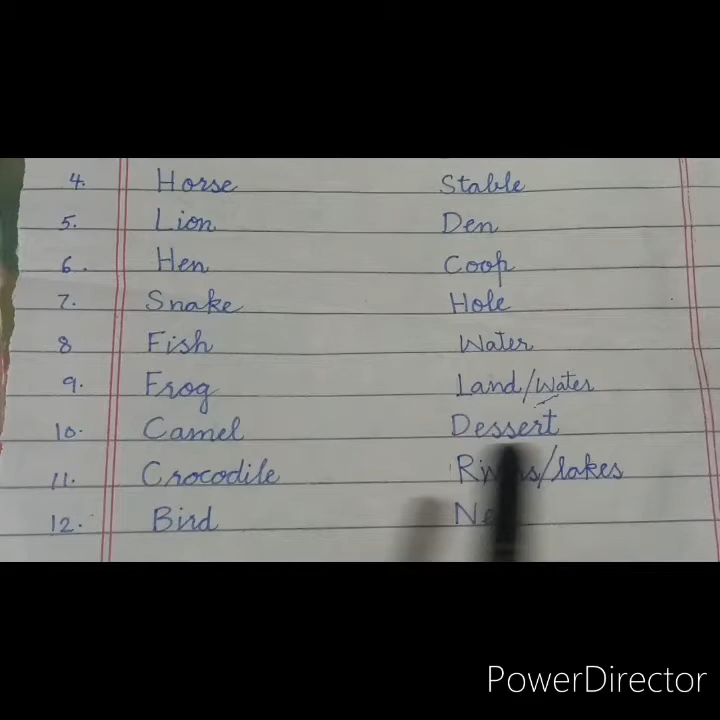 4. Horse Stable
5. Lion Den
6. Hen Coop
7. Snake Hole
8 Fish Water
9. Frog Land/Water
10. Camel Dessert
11. Crocodile /lakes
12. Bird
PowerDirector